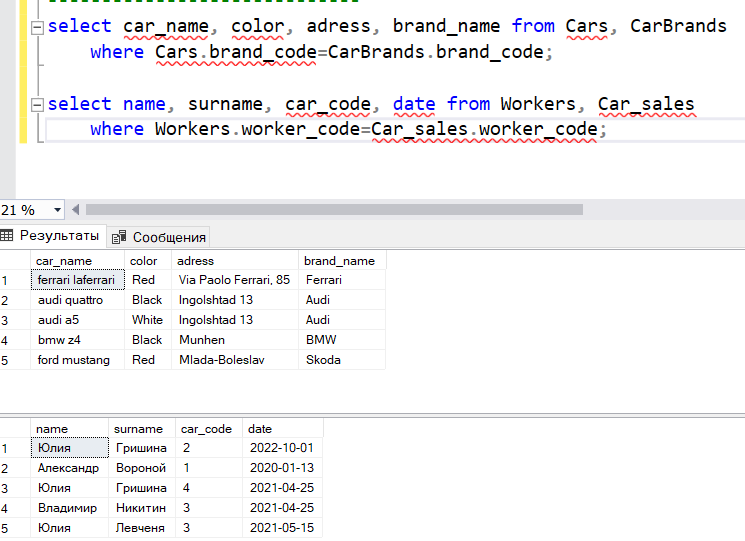 select car_name, color, adress, brand_name from Cars, CarBrands
where Cars.brand_code=CarBrands.brand_code;
select name, surname, car_code, date from Workers, Car_sales
where Workers.worker_code=Car_sales.worker_code;
21 %
Результаты Сообщения
car_name color adress brand_name
1 ferrari laferrari Red Via Paolo Ferrari, 85 Ferrari
2 audi quattro Black Ingolshtad 13 Audi
3 audi a5 White Ingolshtad 13 Audi
4 bmw z4 Black Munhen BMW
5 ford mustang Red Mlada-Boleslav Skoda
name surname car_code date
1 Юлия Гришина 2 2022-10-01
2 Александр Вороной 1 2020-01-13
3 Юлия Гришина 4 2021-04-25
4 Владимир Никитин 3 2021-04-25
5 Юлия Левченя 3 2021-05-15